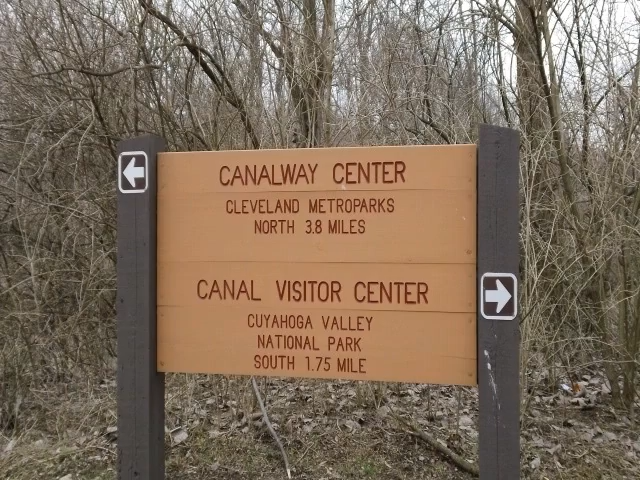 CANALWAY CENTER
CLEVELAND METROPARKS
NORTH 3.8 MILES
CANAL VISITOR CENTER
CUYAHOGA VALLEY
NATIONAL PARK
SOUTH 1.75 MILE